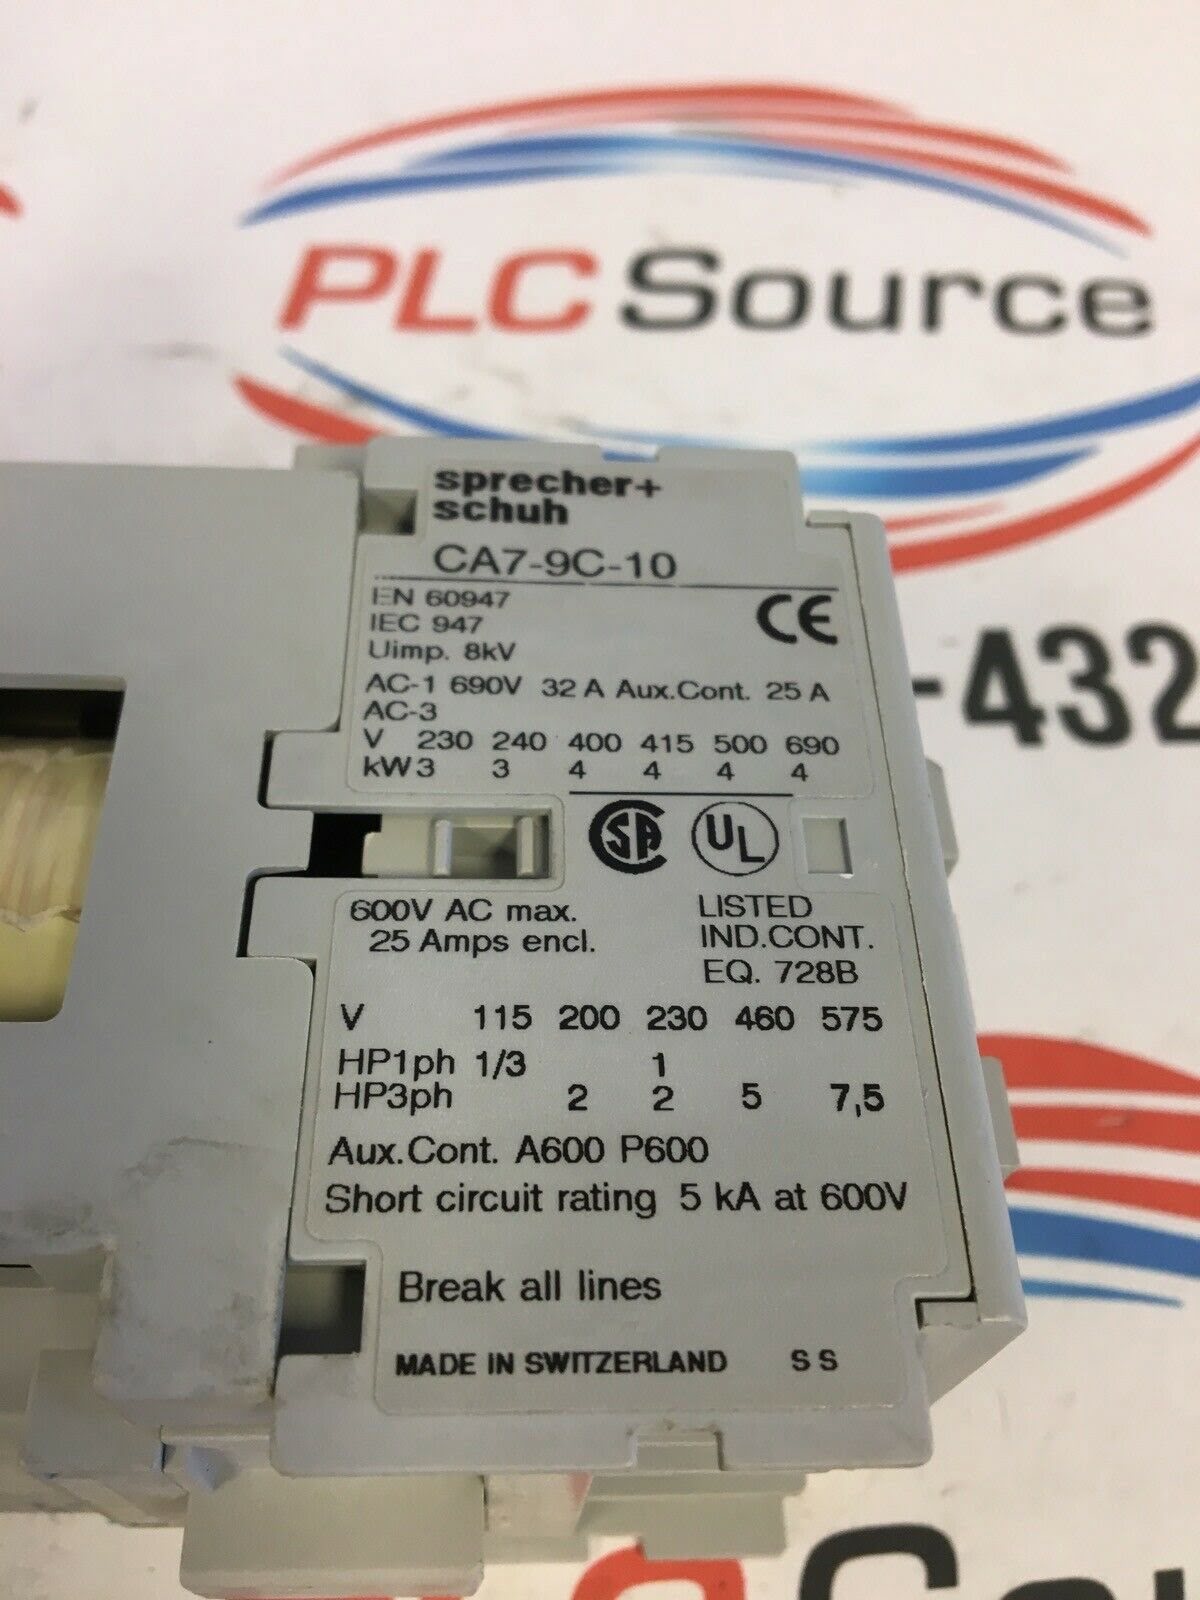 PLC Source
sprecher+
schuh
CA7-9C-10
EN 60947
IEC 947
CE
Uimp. 8kV
AC-1 690V 32 A Aux.Cont. 25 A
AC-3
V 230 240 400 415 500 690
kW 3 3 4 4 4 4
-432
SA UL
600V AC max.
25 Amps encl.
LISTED
IND.CONT.
EQ. 728B
V 115 200 230 460 575
HP1ph 1/3 1
HP3ph 2 2 5 7,5
Aux.Cont. A600 P600
Short circuit rating 5 kA at 600V
Break all lines
MADE IN SWITZERLAND S S